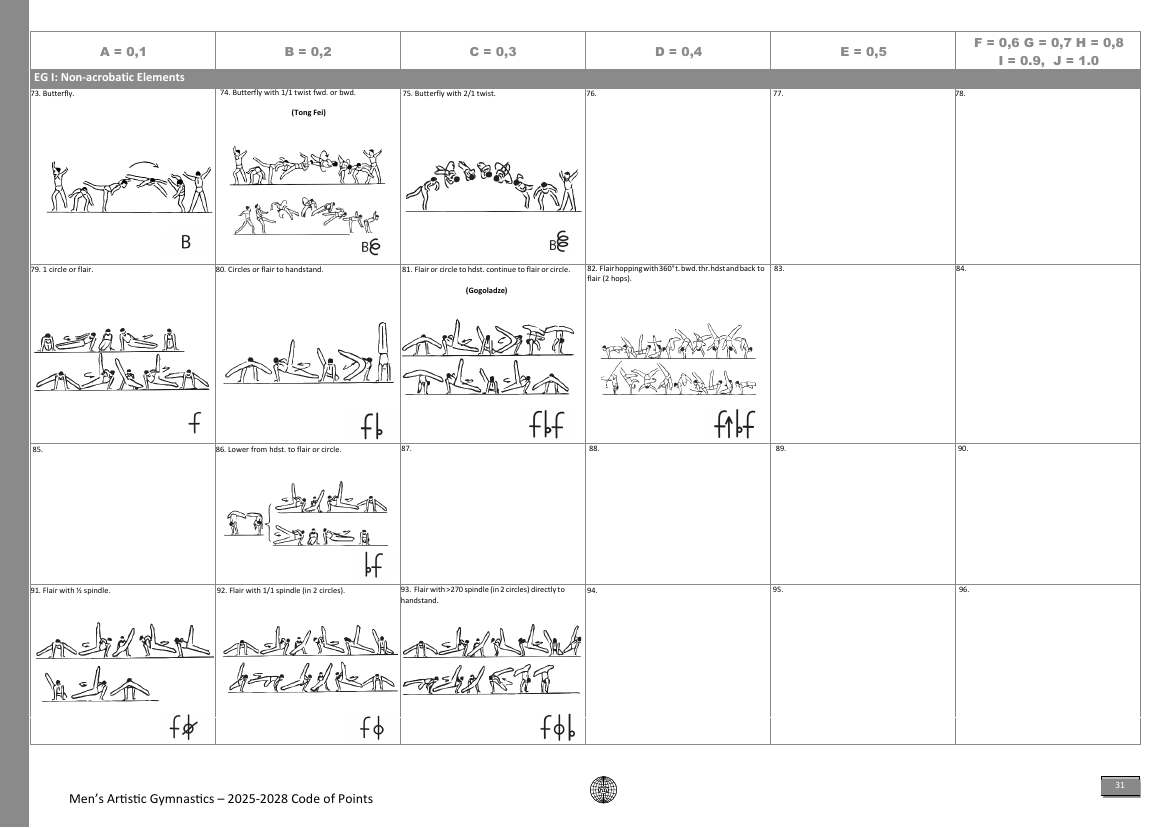 A = 0,1
B = 0,2
C = 0,3
D = 0,4
E = 0,5
F = 0,6 G = 0,7 H = 0,8
I = 0.9, J = 1.0
EG I: Non-acrobatic Elements
73. Butterfly.
74. Butterfly with 1/1 twist fwd. or bwd.
(Tong Fei)
B
75. Butterfly with 2/1 twist.
B
76.
77.
78.
B
79. 1 circle or flair.
f
80. Circles or flair to handstand.
81. Flair or circle to hdst. continue to flair or circle.
(Gogoladze)
82. Flair hopping with 360° t. bwd. thr. hdst and back to
flair (2 hops).
83.
84.
85.
86. Lower from hdst. to flair or circle.
87.
88.
89.
90.
91. Flair with ½ spindle.
92. Flair with 1/1 spindle (in 2 circles).
93. Flair with >270 spindle (in 2 circles) directly to
handstand.
94.
95.
96.
Men's Artistic Gymnastics – 2025-2028 Code of Points
31